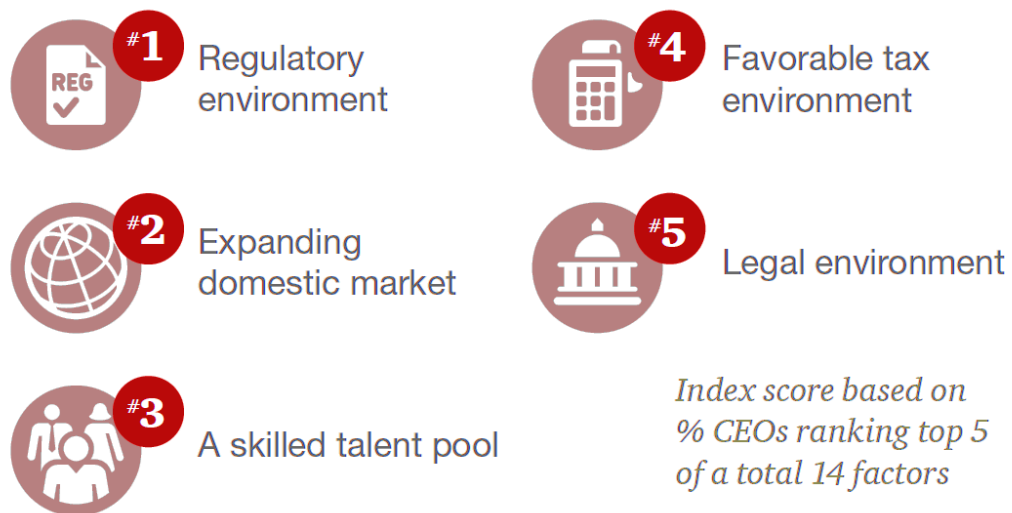 #1
REG
Regulatory
environment
#2
Expanding
domestic market
#3
A skilled talent pool
#4
Favorable tax
environment
#5
Legal environment
Index score based on
% CEOs ranking top 5
of a total 14 factors